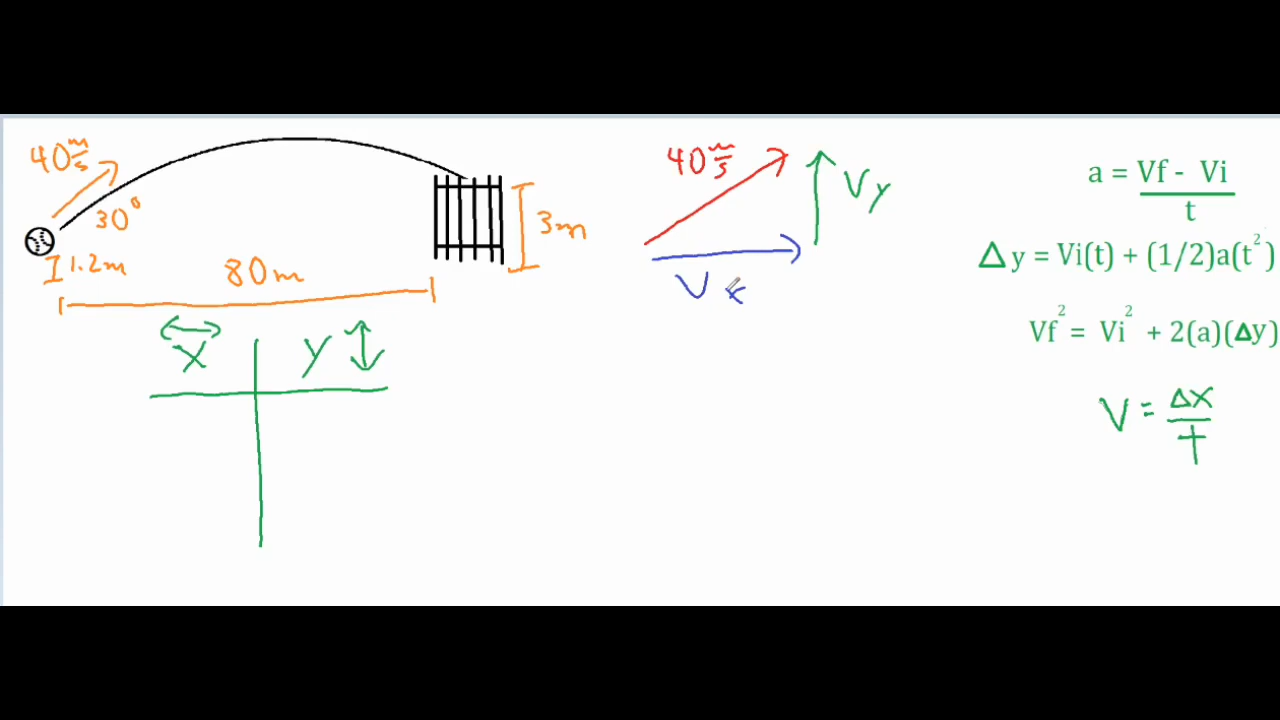 40 m/s
30°
1.2m
80m
3m
x
y
40 m/s
Vy
Vx
a = Vf - Vi
t
Δy = Vi(t) + (1/2)a(t²)
Vf² = Vi² + 2(a)(Δy)
V = Δx
t